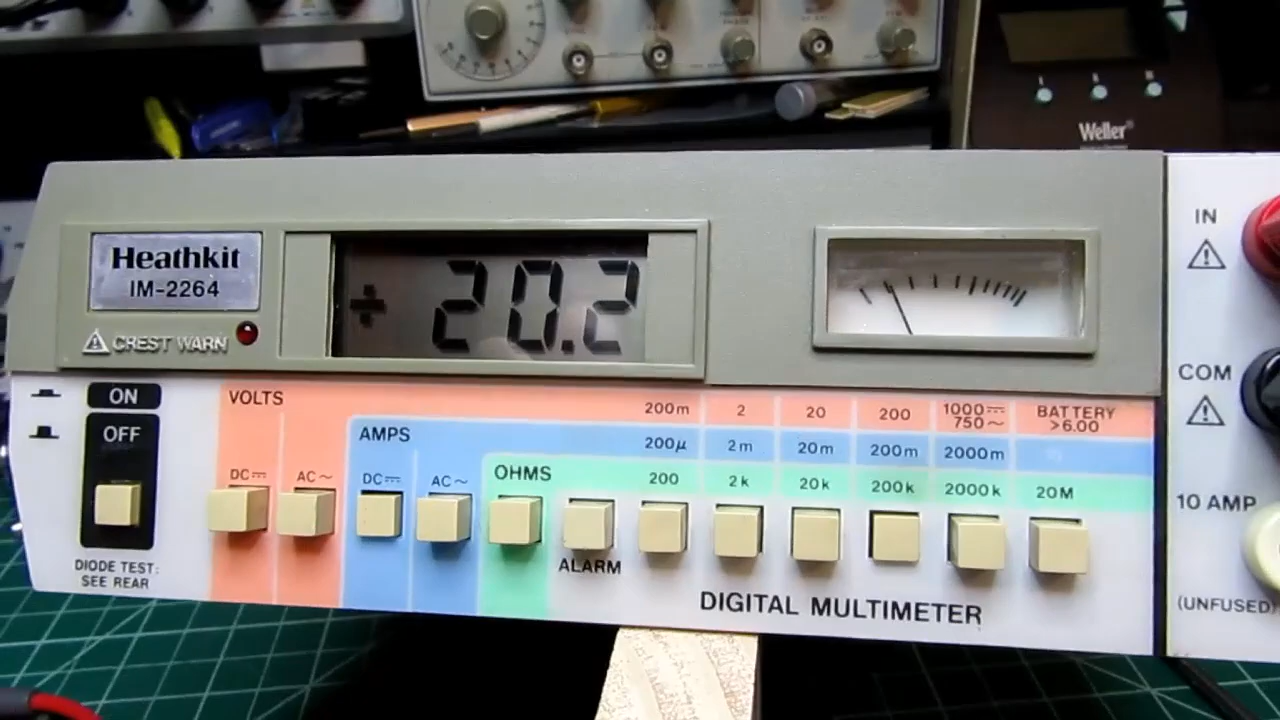 Weller®
IN
Heathkit
IM-2264
CREST WARN
+ 20.2
COM
ON
OFF
VOLTS
200m 2 20 200 1000⎓ BATTERY
750~ >6.00
AMPS
200µ 2m 20m 200m 2000m
OHMS
DC⎓ AC~ DC⎓ AC~
200 2k 20k 200k 2000k 20M
10 AMP
ALARM
DIODE TEST:
SEE REAR
DIGITAL MULTIMETER
(UNFUSED)